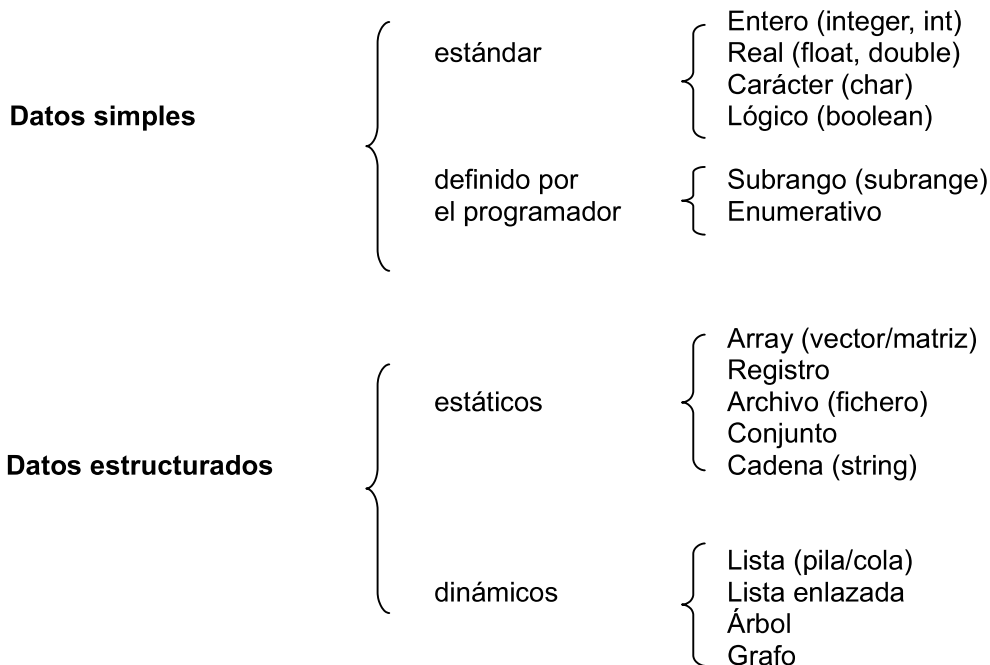 Datos simples
estándar
Entero (integer, int)
Real (float, double)
Carácter (char)
Lógico (boolean)
definido por
el programador
Subrango (subrange)
Enumerativo
Datos estructurados
estáticos
Array (vector/matriz)
Registro
Archivo (fichero)
Conjunto
Cadena (string)
dinámicos
Lista (pila/cola)
Lista enlazada
Árbol
Grafo